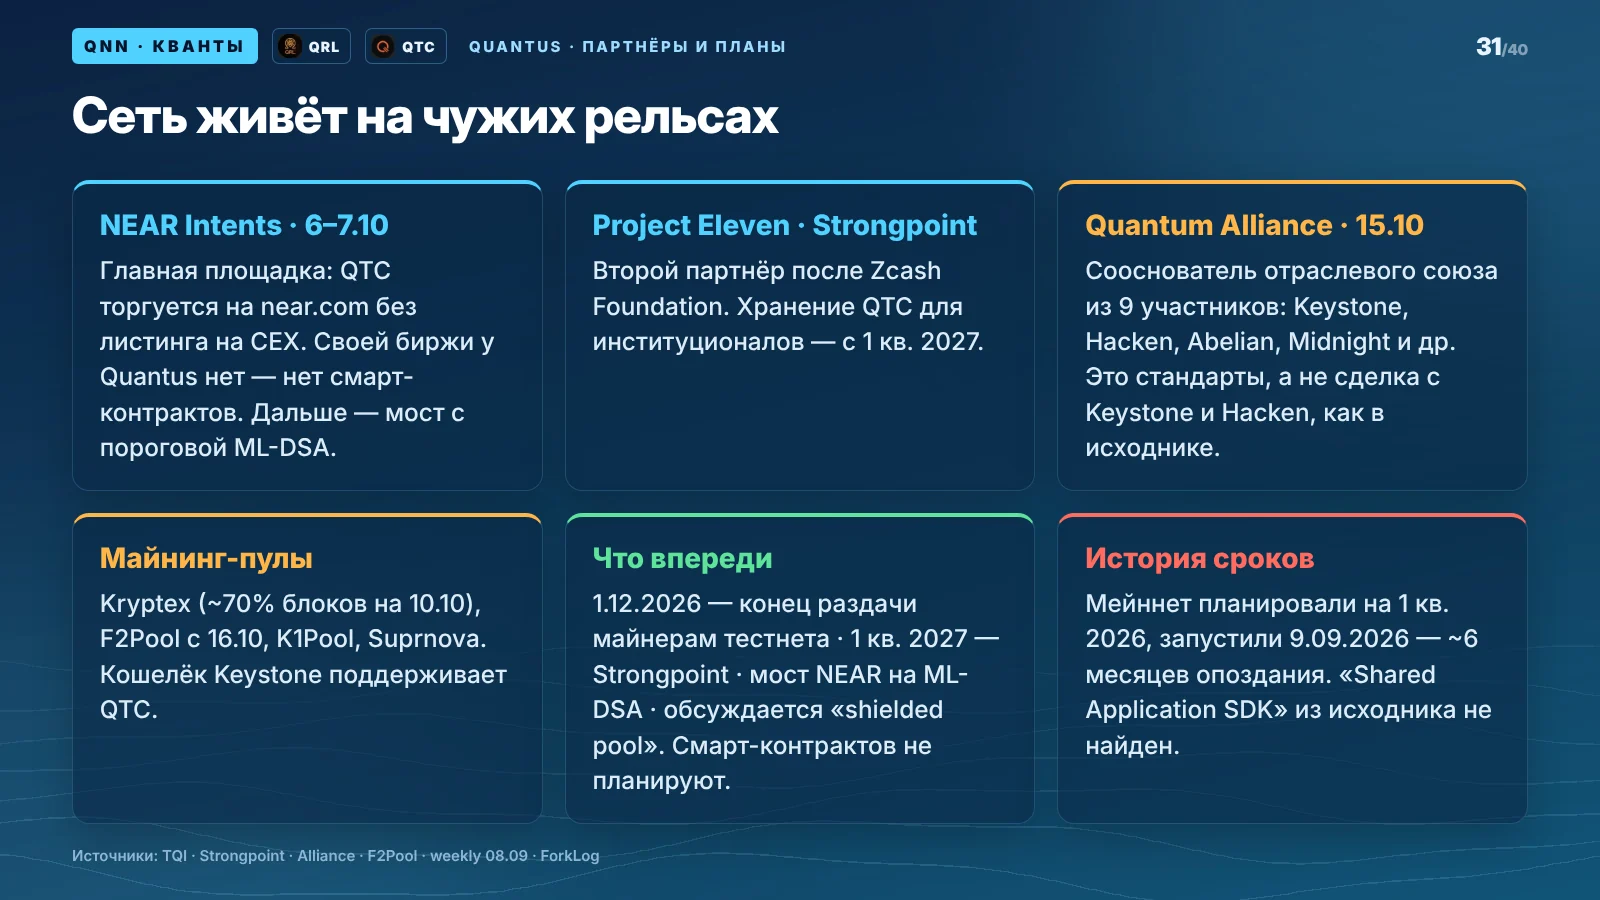 QNN · КВАНТЫ
QRL
QTC
QUANTUS · ПАРТНЁРЫ И ПЛАНЫ
31/40
Сеть живёт на чужих рельсах
NEAR Intents · 6–7.10
Главная площадка: QTC
торгуется на near.com без
листинга на CEX. Своей биржи у
Quantus нет — нет смарт-
контрактов. Дальше — мост с
пороговой ML-DSA.
Project Eleven · Strongpoint
Второй партнёр после Zcash
Foundation. Хранение QTC для
институционалов — с 1 кв. 2027.
Quantum Alliance · 15.10
Сооснователь отраслевого союза
из 9 участников: Keystone,
Hacken, Abelian, Midnight и др.
Это стандарты, а не сделка с
Keystone и Hacken, как в
исходнике.
Майнинг-пулы
Kryptex (~70% блоков на 10.10),
F2Pool с 16.10, K1Pool, Suprnova.
Кошелёк Keystone поддерживает
QTC.
Что впереди
1.12.2026 — конец раздачи
майнерам тестнета · 1 кв. 2027 —
Strongpoint · мост NEAR на ML-
DSA · обсуждается «shielded
pool». Смарт-контрактов не
планируют.
История сроков
Мейннет планировали на 1 кв.
2026, запустили 9.09.2026 — ~6
месяцев опоздания. «Shared
Application SDK» из исходника не
найден.
Источники: TQI · Strongpoint · Alliance · F2Pool · weekly 08.09 · ForkLog